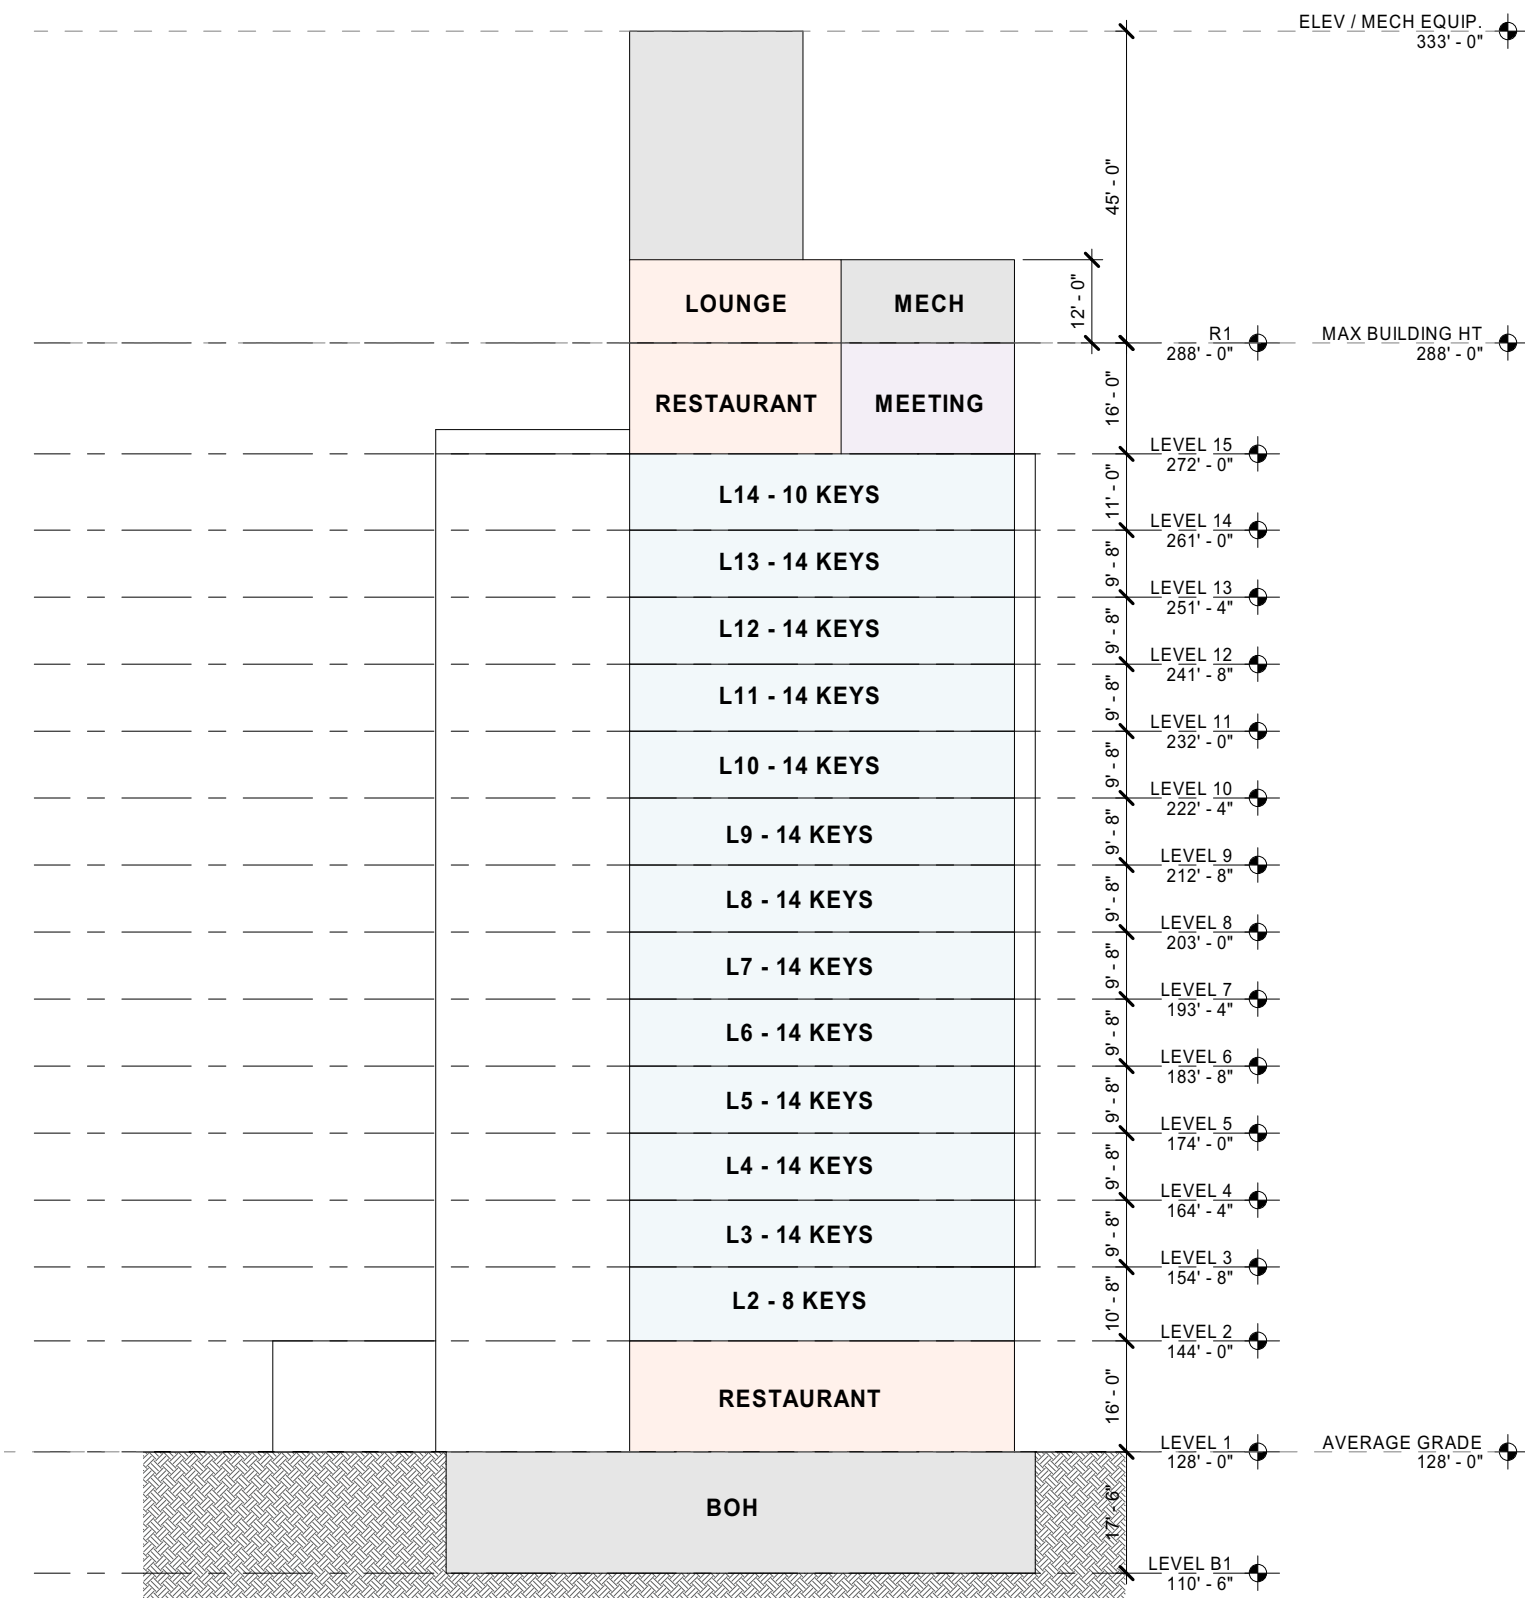 ELEV / MECH EQUIP.
333' - 0"
45' - 0"
LOUNGE
MECH
12' - 0"
R1
288' - 0"
MAX BUILDING HT
288' - 0"
RESTAURANT
MEETING
16' - 0"
LEVEL 15
272' - 0"
L14 - 10 KEYS
11' - 0"
LEVEL 14
261' - 0"
L13 - 14 KEYS
9' - 8"
LEVEL 13
251' - 4"
L12 - 14 KEYS
9' - 8"
LEVEL 12
241' - 8"
L11 - 14 KEYS
9' - 8"
LEVEL 11
232' - 0"
L10 - 14 KEYS
9' - 8"
LEVEL 10
222' - 4"
L9 - 14 KEYS
9' - 8"
LEVEL 9
212' - 8"
L8 - 14 KEYS
9' - 8"
LEVEL 8
203' - 0"
L7 - 14 KEYS
9' - 8"
LEVEL 7
193' - 4"
L6 - 14 KEYS
9' - 8"
LEVEL 6
183' - 8"
L5 - 14 KEYS
9' - 8"
LEVEL 5
174' - 0"
L4 - 14 KEYS
9' - 8"
LEVEL 4
164' - 4"
L3 - 14 KEYS
9' - 8"
LEVEL 3
154' - 8"
L2 - 8 KEYS
10' - 8"
LEVEL 2
144' - 0"
RESTAURANT
16' - 0"
LEVEL 1
128' - 0"
AVERAGE GRADE
128' - 0"
BOH
17' - 6"
LEVEL B1
110' - 6"